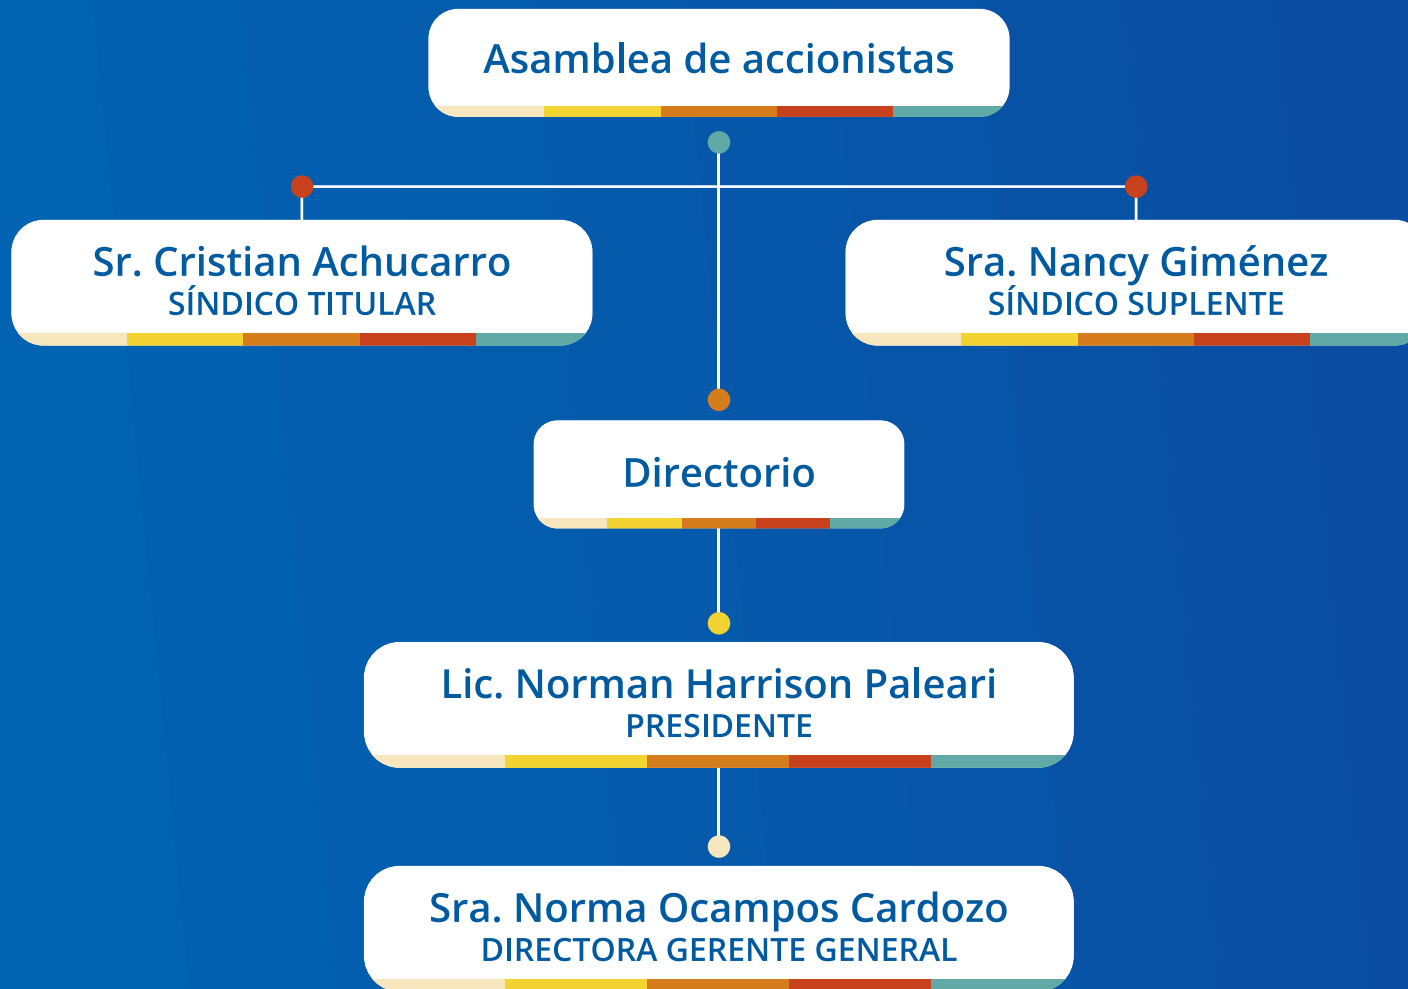 Asamblea de accionistas
Sr. Cristian Achucarro
SÍNDICO TITULAR
Sra. Nancy Giménez
SÍNDICO SUPLENTE
Directorio
Lic. Norman Harrison Paleari
PRESIDENTE
Sra. Norma Ocampos Cardozo
DIRECTORA GERENTE GENERAL